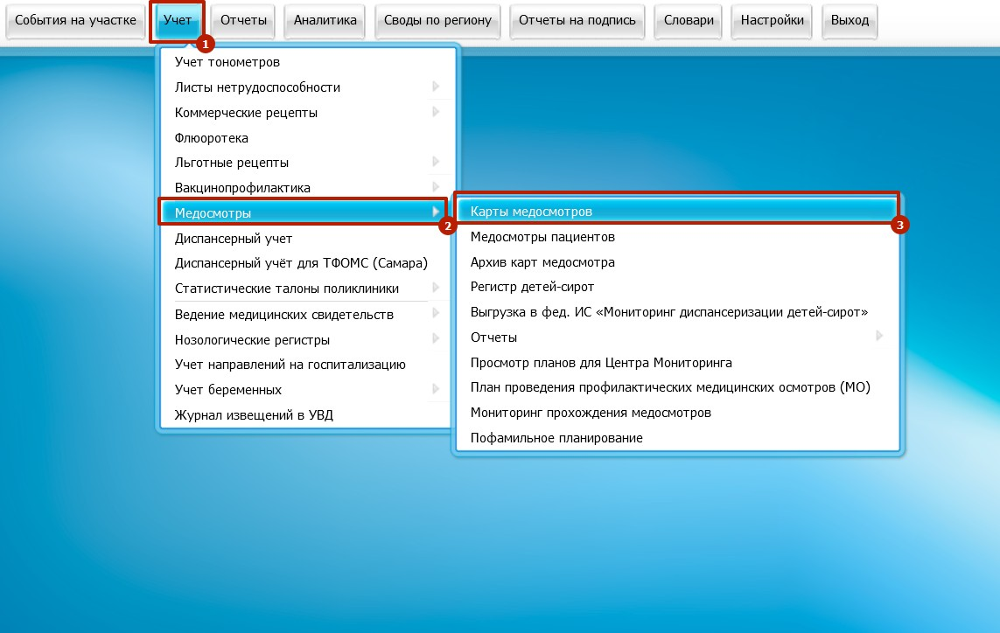 События на участке Учет Отчеты Аналитика Своды по региону Отчеты на подпись Словари Настройки Выход
1
Учет тонометров
Листы нетрудоспособности
Коммерческие рецепты
Флюоротека
Льготные рецепты
Вакцинопрофилактика
Медосмотры
2
Диспансерный учет
Диспансерный учёт для ТФОМС (Самара)
Статистические талоны поликлиники
Ведение медицинских свидетельств
Нозологические регистры
Учет направлений на госпитализацию
Учет беременных
Журнал извещений в УВД
Карты медосмотров
3
Медосмотры пациентов
Архив карт медосмотра
Регистр детей-сирот
Выгрузка в фед. ИС «Мониторинг диспансеризации детей-сирот»
Отчеты
Просмотр планов для Центра Мониторинга
План проведения профилактических медицинских осмотров (МО)
Мониторинг прохождения медосмотров
Пофамильное планирование